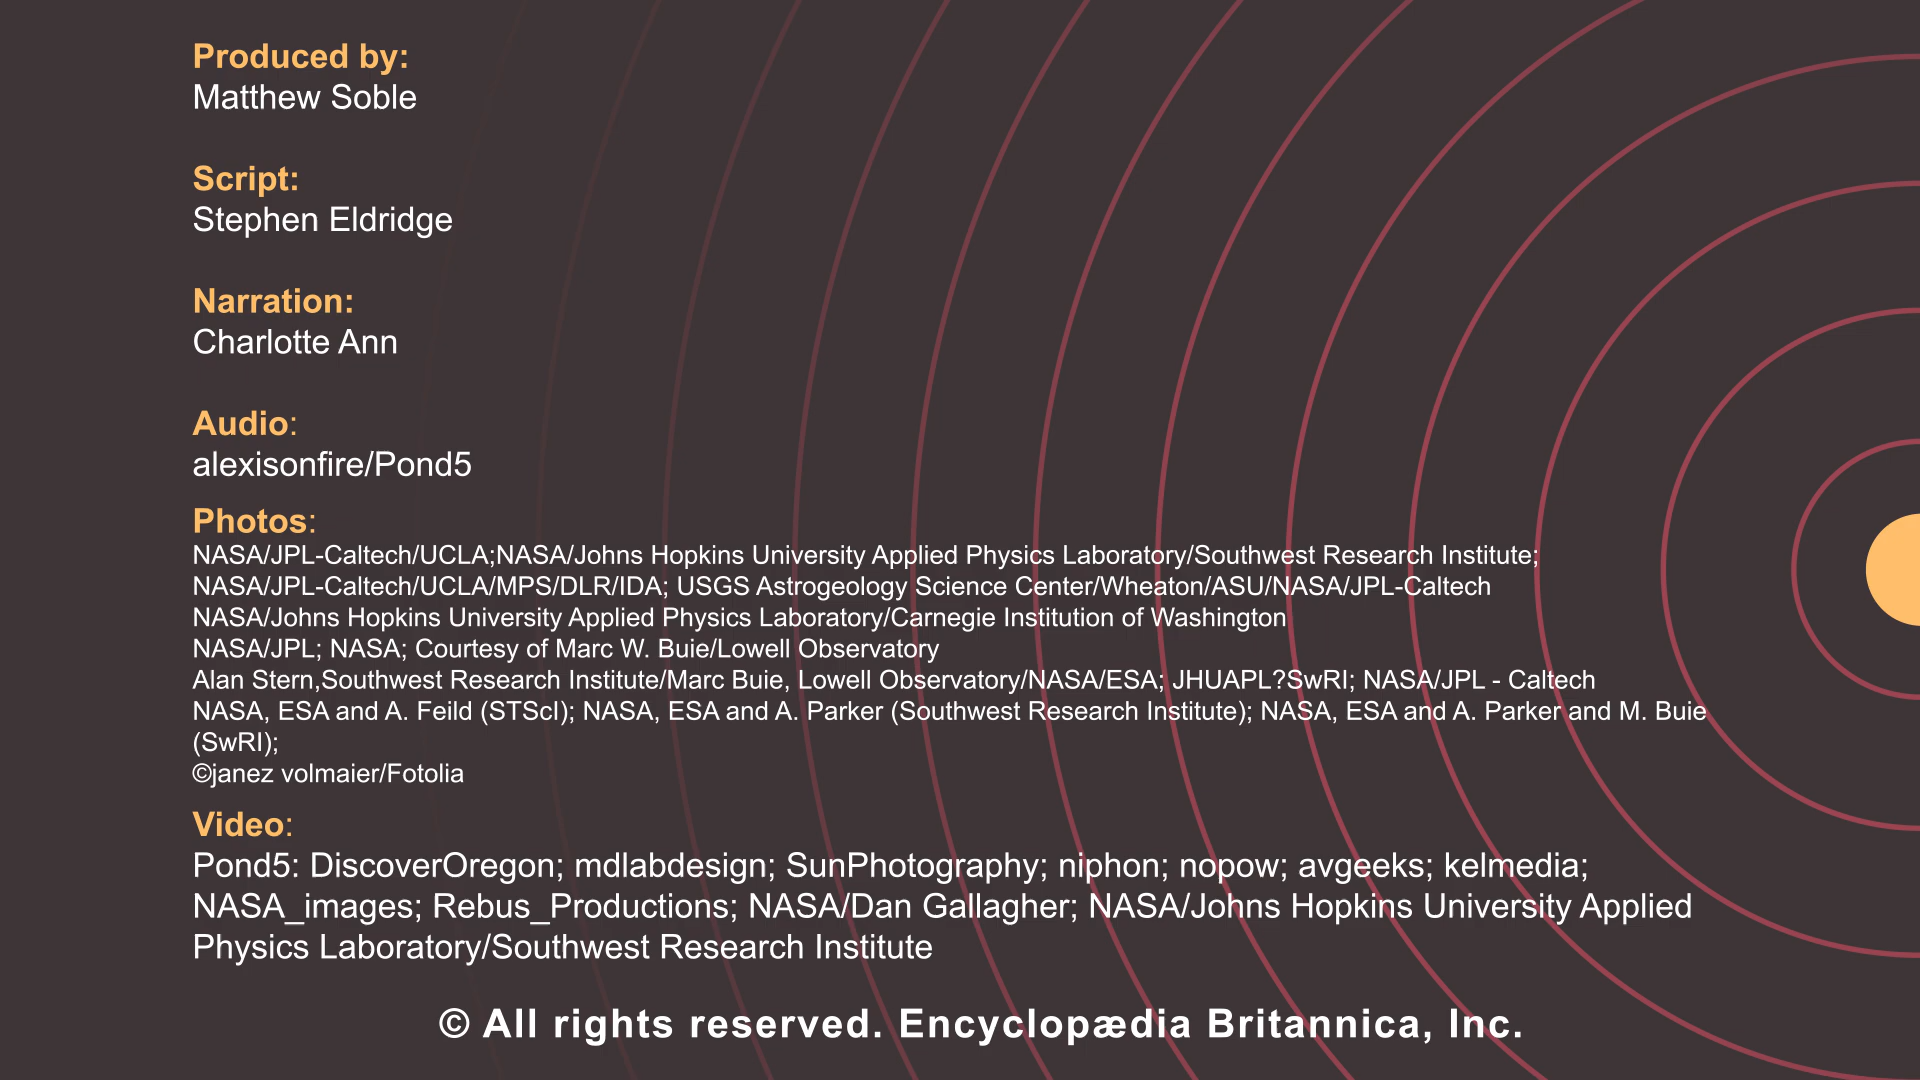 Produced by:
Matthew Soble
Script:
Stephen Eldridge
Narration:
Charlotte Ann
Audio:
alexisonfire/Pond5
Photos:
NASA/JPL-Caltech/UCLA;NASA/Johns Hopkins University Applied Physics Laboratory/Southwest Research Institute;
NASA/JPL-Caltech/UCLA/MPS/DLR/IDA; USGS Astrogeology Science Center/Wheaton/ASU/NASA/JPL-Caltech
NASA/Johns Hopkins University Applied Physics Laboratory/Carnegie Institution of Washington
NASA/JPL; NASA; Courtesy of Marc W. Buie/Lowell Observatory
Alan Stern,Southwest Research Institute/Marc Buie, Lowell Observatory/NASA/ESA; JHUAPL?SwRI; NASA/JPL - Caltech
NASA, ESA and A. Feild (STScI); NASA, ESA and A. Parker (Southwest Research Institute); NASA, ESA and A. Parker and M. Buie
(SwRI);
©janez volmaier/Fotolia
Video:
Pond5: DiscoverOregon; mdlabdesign; SunPhotography; niphon; nopow; avgeeks; kelmedia;
NASA_images; Rebus_Productions; NASA/Dan Gallagher; NASA/Johns Hopkins University Applied
Physics Laboratory/Southwest Research Institute
© All rights reserved. Encyclopædia Britannica, Inc.